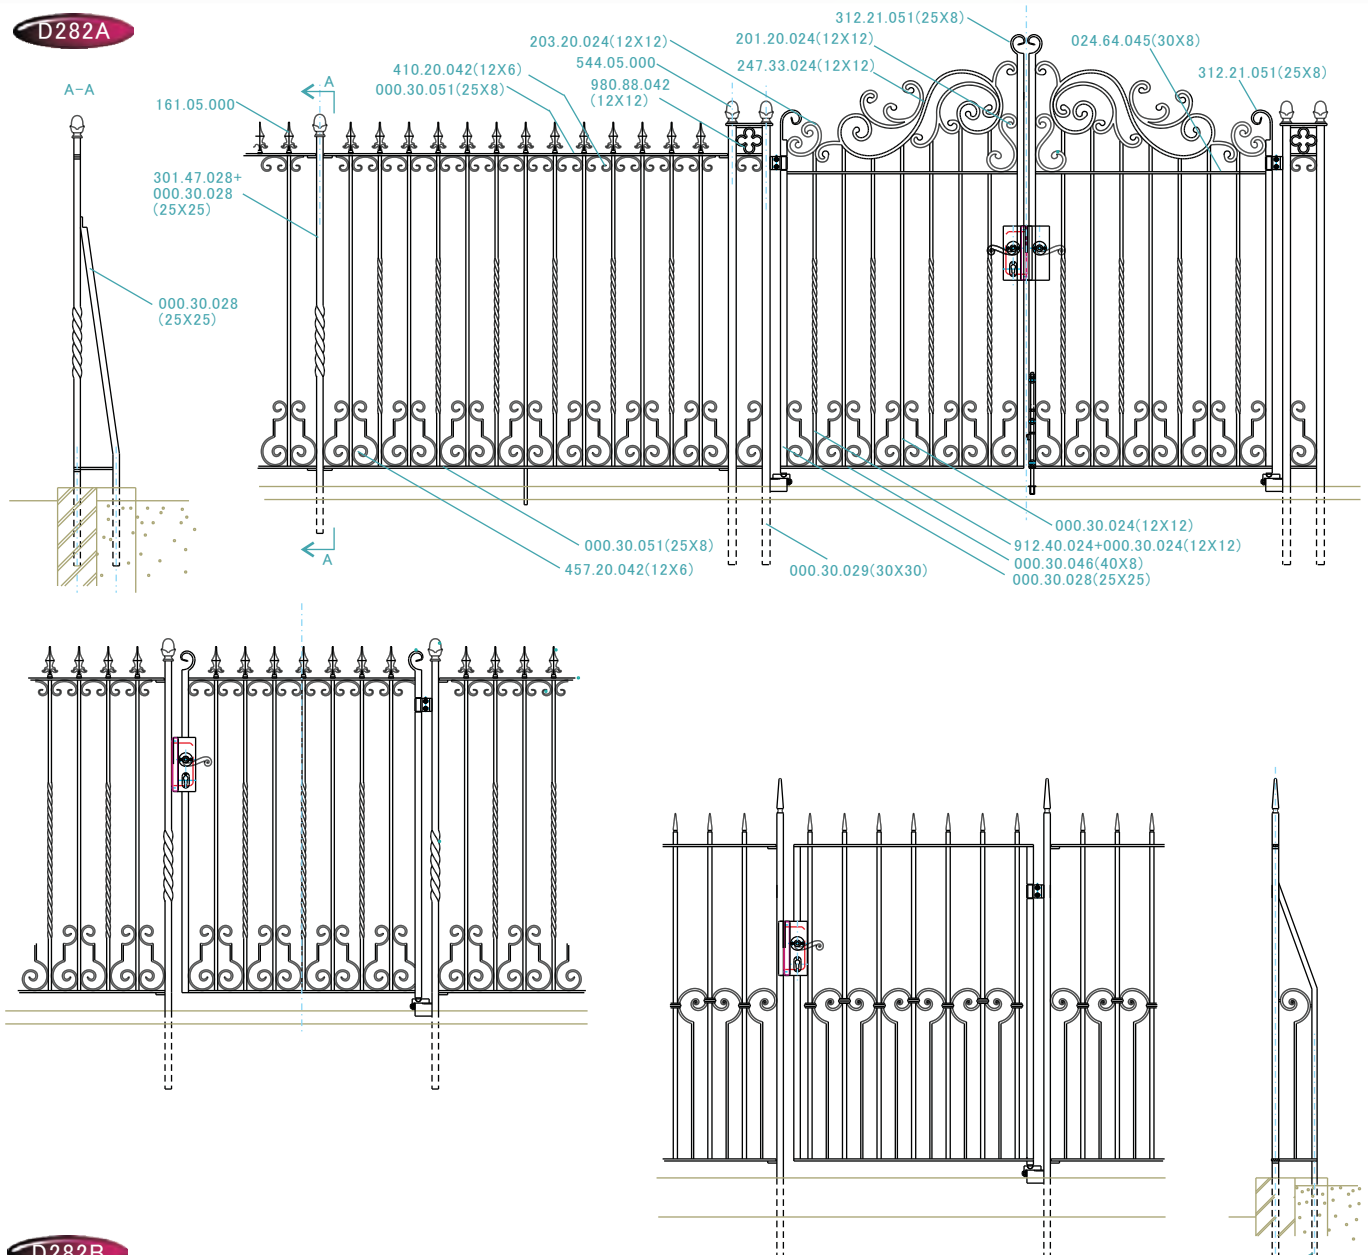 D282A
312.21.051(25X8)
203.20.024(12X12)
201.20.024(12X12)
024.64.045(30X8)
544.05.000
247.33.024(12X12)
410.20.042(12X6)
312.21.051(25X8)
A-A
A
000.30.051(25X8)
980.88.042
(12X12)
161.05.000
301.47.028+
000.30.028
(25X25)
000.30.028
(25X25)
000.30.024(12X12)
A
000.30.051(25X8)
912.40.024+000.30.024(12X12)
457.20.042(12X6)
000.30.029(30X30)
000.30.046(40X8)
000.30.028(25X25)
D282B